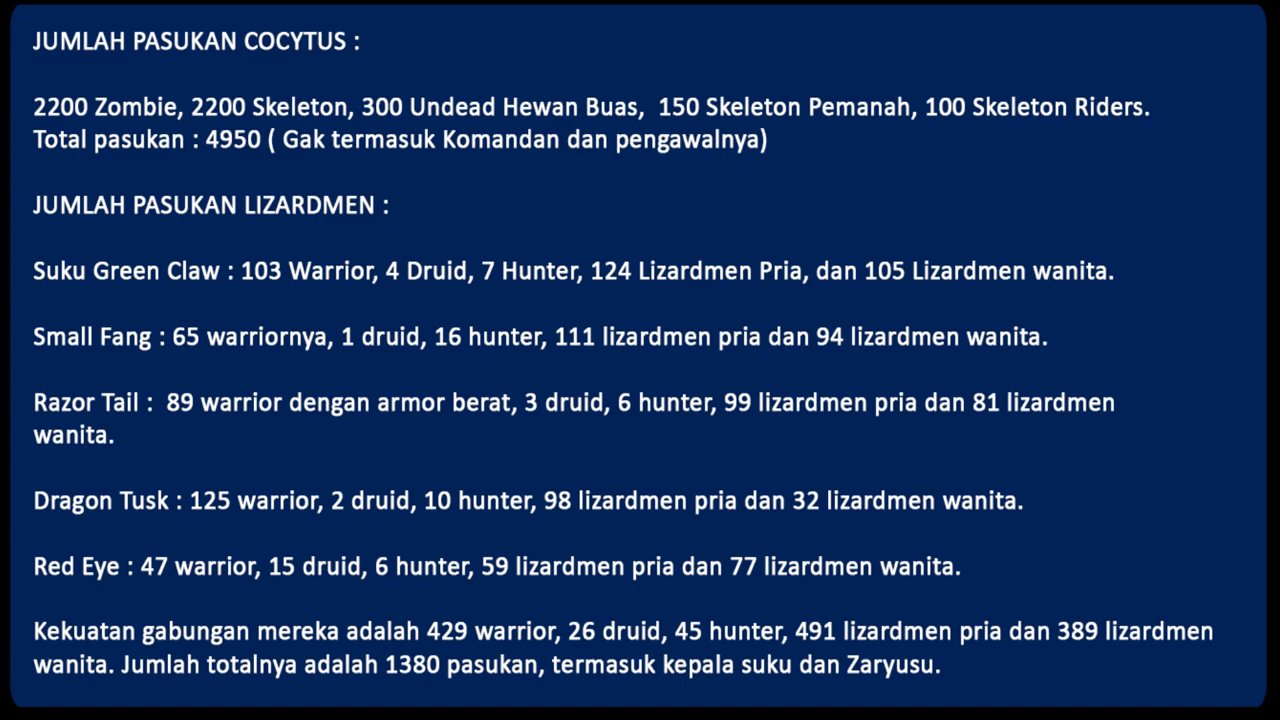 JUMLAH PASUKAN COCYTUS :
2200 Zombie, 2200 Skeleton, 300 Undead Hewan Buas, 150 Skeleton Pemanah, 100 Skeleton Riders.
Total pasukan : 4950 ( Gak termasuk Komandan dan pengawalnya)
JUMLAH PASUKAN LIZARDMEN :
Suku Green Claw : 103 Warrior, 4 Druid, 7 Hunter, 124 Lizardmen Pria, dan 105 Lizardmen wanita.
Small Fang : 65 warriornya, 1 druid, 16 hunter, 111 lizardmen pria dan 94 lizardmen wanita.
Razor Tail : 89 warrior dengan armor berat, 3 druid, 6 hunter, 99 lizardmen pria dan 81 lizardmen
wanita.
Dragon Tusk : 125 warrior, 2 druid, 10 hunter, 98 lizardmen pria dan 32 lizardmen wanita.
Red Eye : 47 warrior, 15 druid, 6 hunter, 59 lizardmen pria dan 77 lizardmen wanita.
Kekuatan gabungan mereka adalah 429 warrior, 26 druid, 45 hunter, 491 lizardmen pria dan 389 lizardmen
wanita. Jumlah totalnya adalah 1380 pasukan, termasuk kepala suku dan Zaryusu.